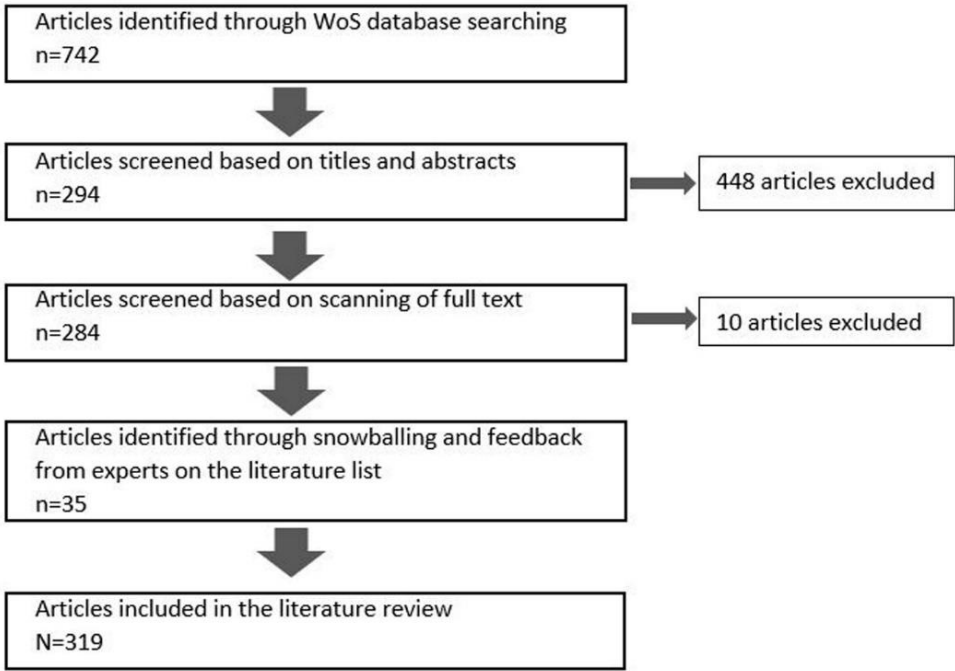 Articles identified through WoS database searching
n=742
Articles screened based on titles and abstracts
n=294
448 articles excluded
Articles screened based on scanning of full text
n=284
10 articles excluded
Articles identified through snowballing and feedback
from experts on the literature list
n=35
Articles included in the literature review
N=319